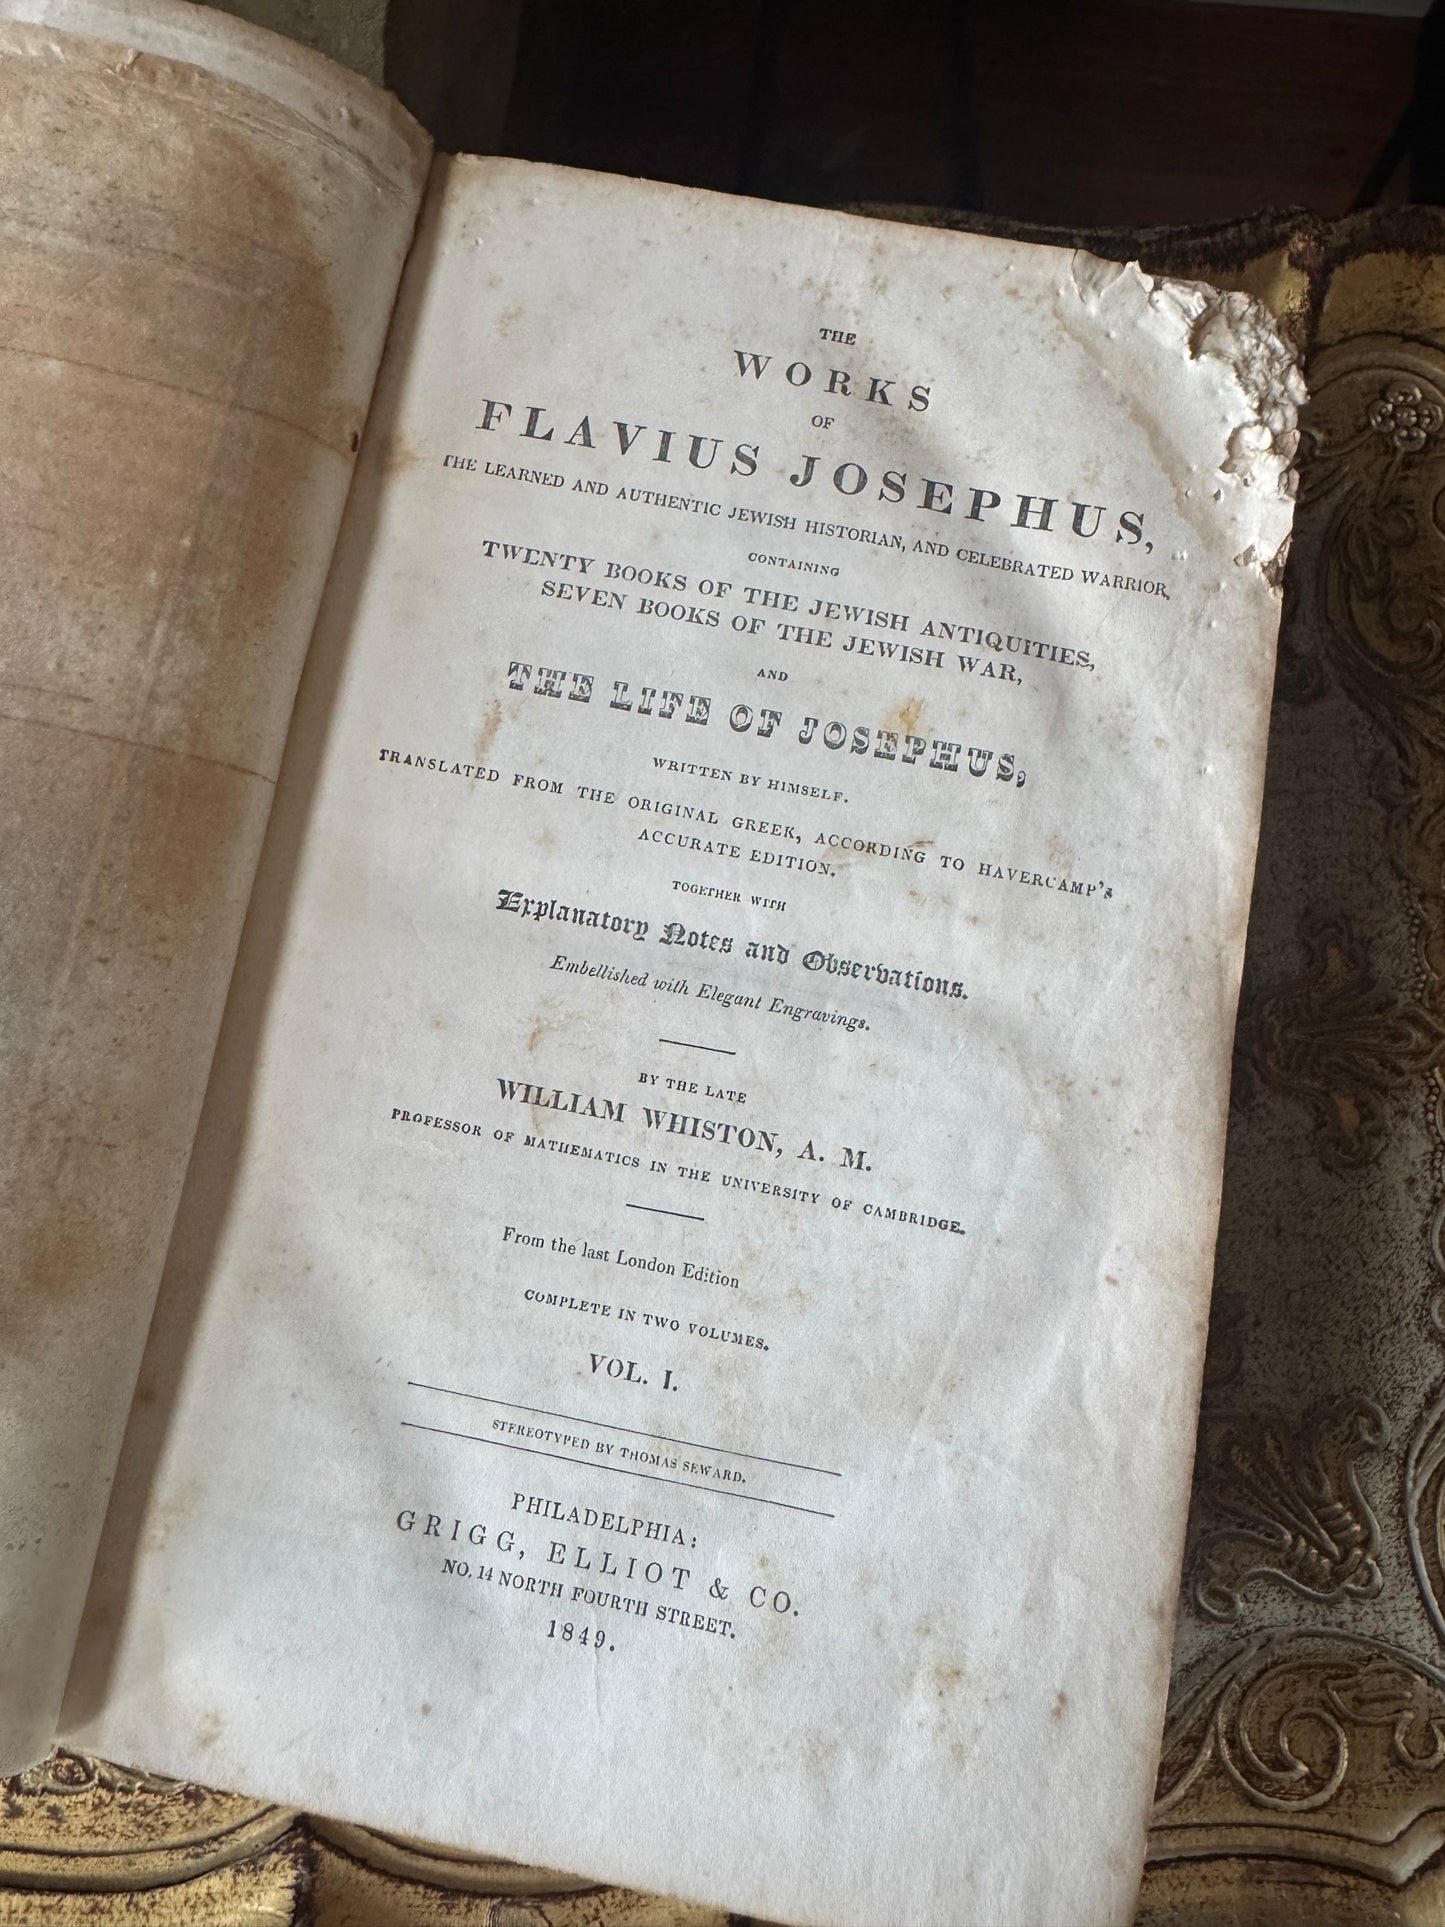 THE
WORKS
OF
FLAVIUS JOSEPHUS,
THE LEARNED AND AUTHENTIC JEWISH HISTORIAN, AND CELEBRATED WARRIOR,
CONTAINING
TWENTY BOOKS OF THE JEWISH ANTIQUITIES,
SEVEN BOOKS OF THE JEWISH WAR,
AND
THE LIFE OF JOSEPHUS,
WRITTEN BY HIMSELF.
TRANSLATED FROM THE ORIGINAL GREEK, ACCORDING TO HAVERCAMP'S
ACCURATE EDITION.
TOGETHER WITH
Explanatory Notes and Observations.
Embellished with Elegant Engravings.
BY THE LATE
WILLIAM WHISTON, A. M.
PROFESSOR OF MATHEMATICS IN THE UNIVERSITY OF CAMBRIDGE.
From the last London Edition
COMPLETE IN TWO VOLUMES.
VOL. I.
STEREOTYPED BY THOMAS SEWARD.
PHILADELPHIA:
GRIGG, ELLIOT & CO.
NO. 14 NORTH FOURTH STREET.
1849.